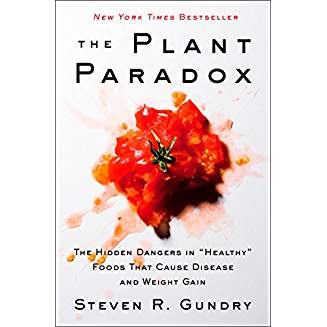 New York Times Bestseller
THE PLANT
PARADOX
The Hidden Dangers in "Healthy"
Foods That Cause Disease
and Weight Gain
Steven R. Gundry